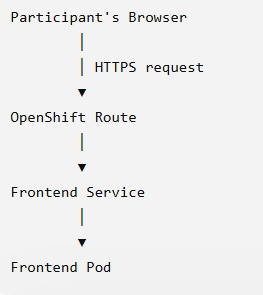 Participant's Browser
HTTPS request
OpenShift Route
Frontend Service
Frontend Pod